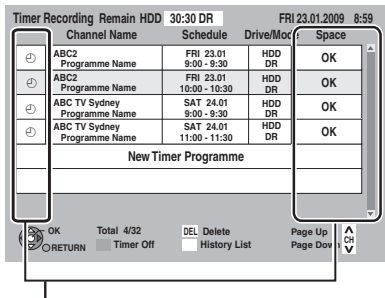 Timer Recording Remain HDD 30:30 DR FRI 23.01.2009 8:59
Channel Name Schedule Drive/Mode Space
ABC2
Programme Name
FRI 23.01
9:00 - 9:30
HDD
DR
OK
ABC2
Programme Name
FRI 23.01
10:00 - 10:30
HDD
DR
OK
ABC TV Sydney
Programme Name
SAT 24.01
9:00 - 9:30
HDD
DR
OK
ABC TV Sydney
Programme Name
SAT 24.01
11:00 - 11:30
HDD
DR
OK
New Timer Programme
OK Total 4/32 DEL Delete Page Up
RETURN Timer Off History List Page Down
CH